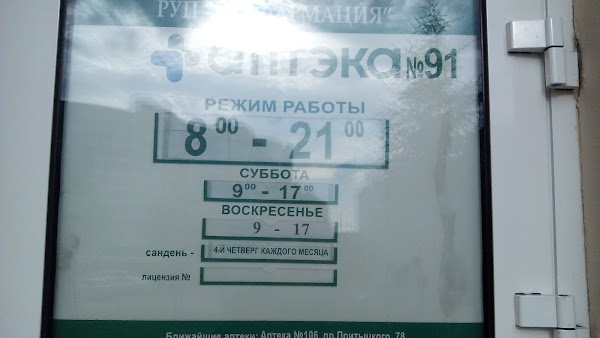 РУП
аптэка №91
РЕЖИМ РАБОТЫ
8 00 - 21 00
СУББОТА
9 00 - 17 00
ВОСКРЕСЕНЬЕ
9 - 17
сандень - 4-Й ЧЕТВЕРГ КАЖДОГО МЕСЯЦА
лицензия №
Ближайшие аптеки: Аптека №106, пр.Притыцкого, 78